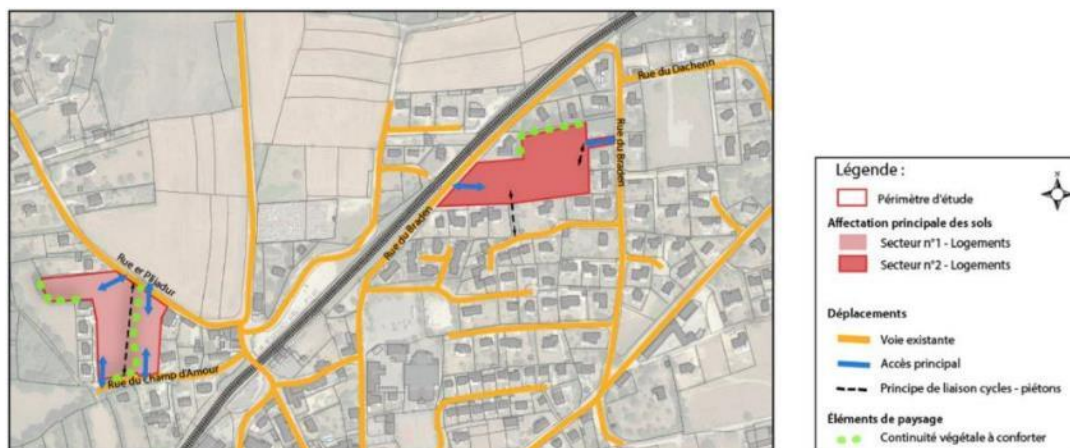 Rue du Dachenn
Rue du Braden
Rue du Braden
Rue er Pljadur
Rue du Champ d'Amour
Légende :
N
Périmètre d'étude
Affectation principale des sols
Secteur n°1 - Logements
Secteur n°2 - Logements
Déplacements
Voie existante
Accès principal
Principe de liaison cycles - piétons
Éléments de paysage
Continuité végétale à conforter